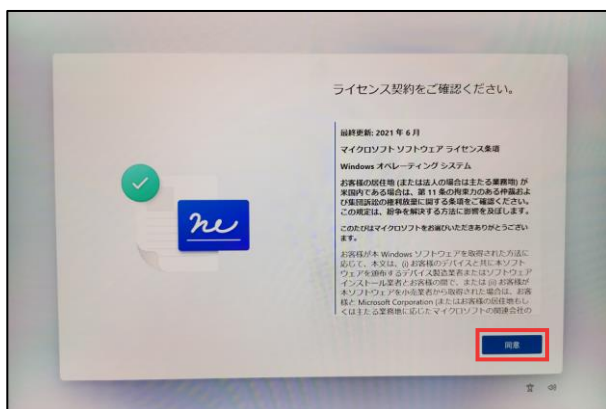 ライセンス契約をご確認ください。
最終更新: 2021 年 6 月
マイクロソフト ソフトウェア ライセンス条項
Windows オペレーティング システム
お客様の居住地 (または法人の場合は主たる業務地) が
米国内である場合は、第 11 条の拘束力のある仲裁およ
び集団訴訟の権利放棄に関する条項をご確認ください。
この規定は、紛争を解決する方法に影響を及ぼします。
このたびはマイクロソフトをお選びいただきありがとうござい
ます。
お客様が本 Windows ソフトウェアを取得された方法に
応じて、本文は、(i) お客様のデバイスと共に本ソフト
ウェアを頒布するデバイス製造業者またはソフトウェア
インストール業者とお客様の間で、または (ii) お客様が
本ソフトウェアを小売業者から取得された場合は、お客
様と Microsoft Corporation (またはお客様の居住地もし
くは主たる業務地に応じたマイクロソフトの関連会社の
同意